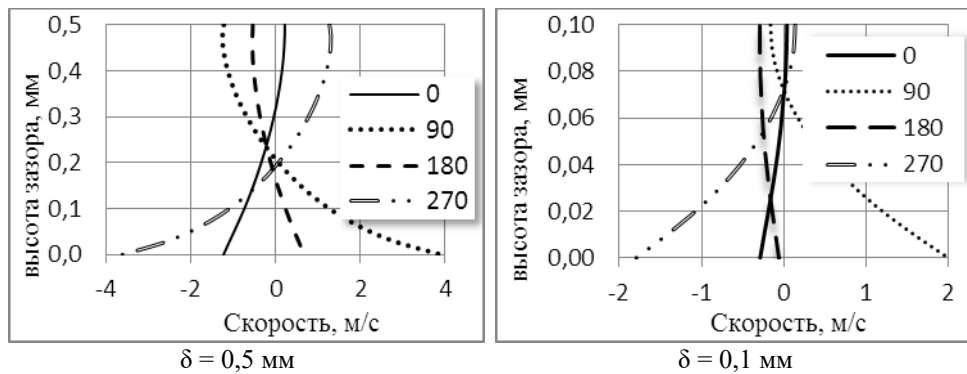 высота зазора, мм
0,5
0,4
0,3
0,2
0,1
0,0
-4 -2 0 2 4
Скорость, м/с
0
90
180
270
δ = 0,5 мм
высота зазора, мм
0,10
0,08
0,06
0,04
0,02
0,00
-2 -1 0 1 2
Скорость, м/с
0
90
180
270
δ = 0,1 мм